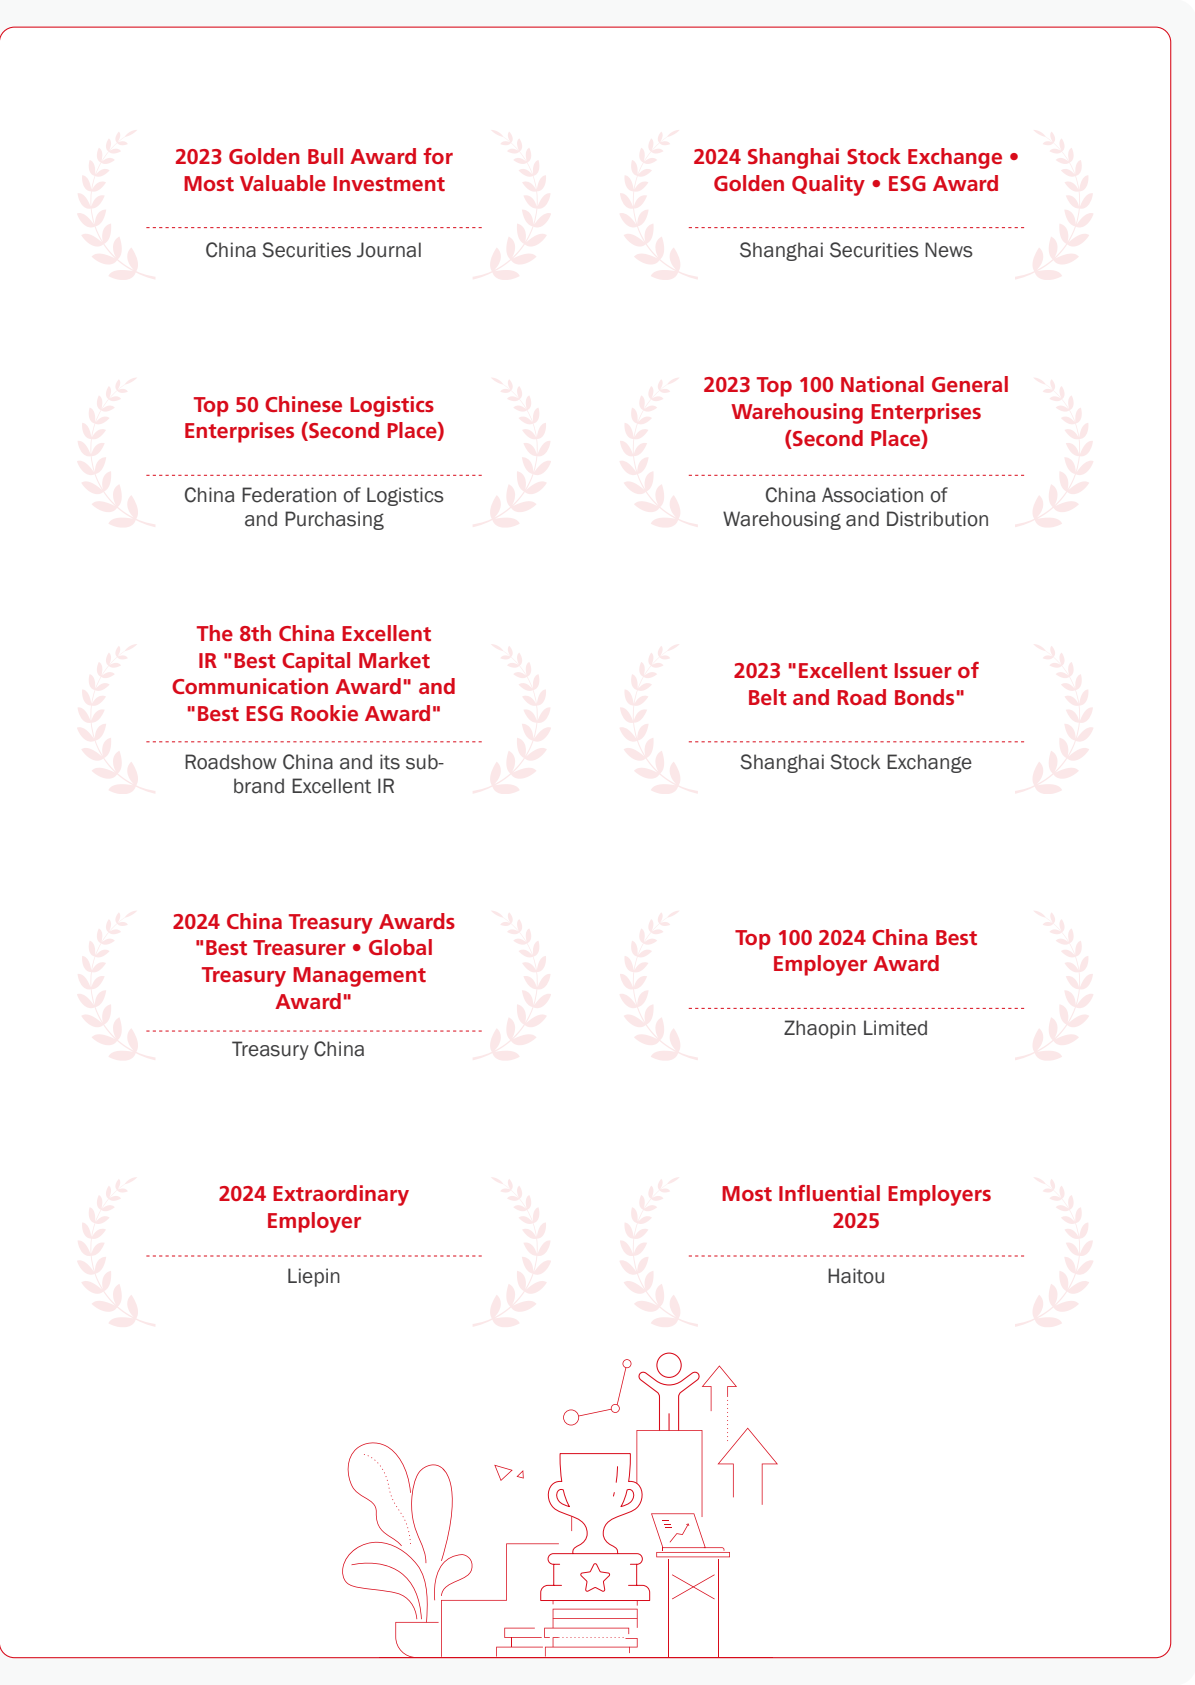 2023 Golden Bull Award for
Most Valuable Investment
China Securities Journal
2024 Shanghai Stock Exchange •
Golden Quality • ESG Award
Shanghai Securities News
Top 50 Chinese Logistics
Enterprises (Second Place)
China Federation of Logistics
and Purchasing
2023 Top 100 National General
Warehousing Enterprises
(Second Place)
China Association of
Warehousing and Distribution
The 8th China Excellent
IR "Best Capital Market
Communication Award" and
"Best ESG Rookie Award"
Roadshow China and its sub-
brand Excellent IR
2023 "Excellent Issuer of
Belt and Road Bonds"
Shanghai Stock Exchange
2024 China Treasury Awards
"Best Treasurer • Global
Treasury Management
Award"
Treasury China
Top 100 2024 China Best
Employer Award
Zhaopin Limited
2024 Extraordinary
Employer
Liepin
Most Influential Employers
2025
Haitou